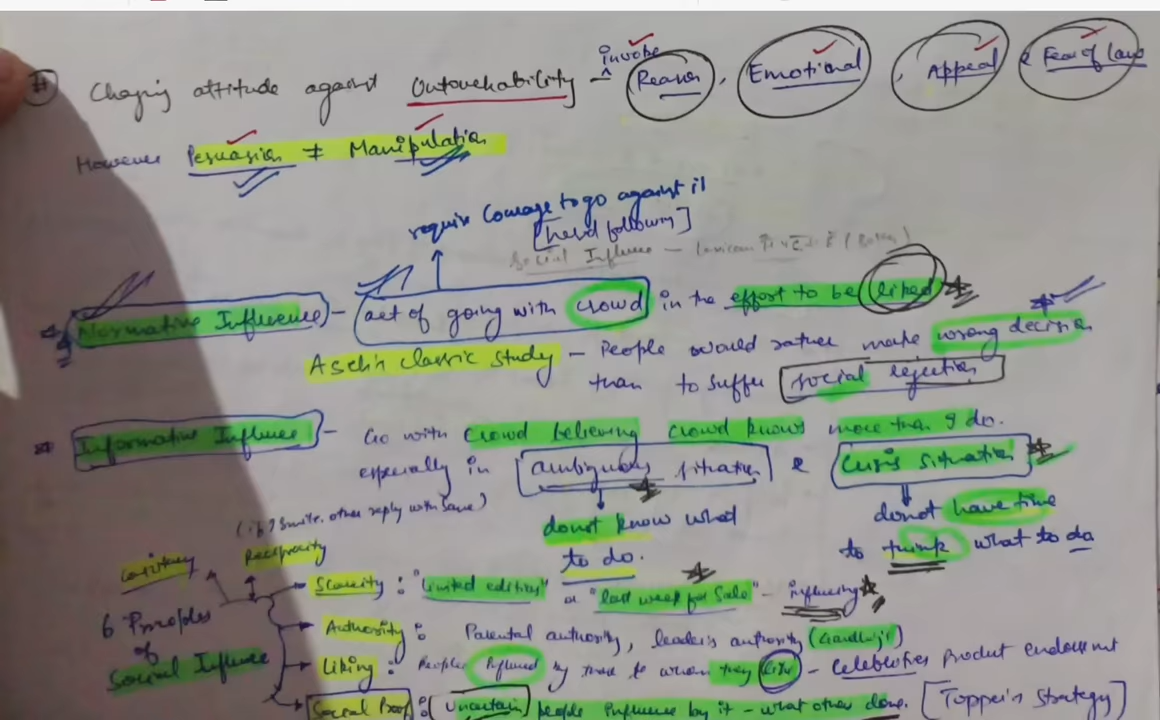 # Changing attitude against Untouchability - invoke Reason, Emotional, Appeal & Fear of law
However Persuasion ≠ Manipulation
require courage to go against it
[herd following]
Social Influence -
Normative Influence - act of going with crowd in the effort to be liked
Asch's classic study - People would rather make wrong decision
than to suffer social rejection
Informative Influence - Go with crowd believing crowd knows more than I do.
especially in ambiguous situation & crisis situation
donot know what to do.
donot have time to think what to do
(if I smile, other reply with same)
Reciprocity
6 Principles of Social Influence
Scarcity : "limited edition" or "last week for sale" - influencing
Authority : Parental authority, leader's authority (Gandhiji)
Liking : People influenced by those to whom they like - celebrities product endorsement
Social Proof : (Uncertain) people influence by it - what other done. [Topper's Strategy]